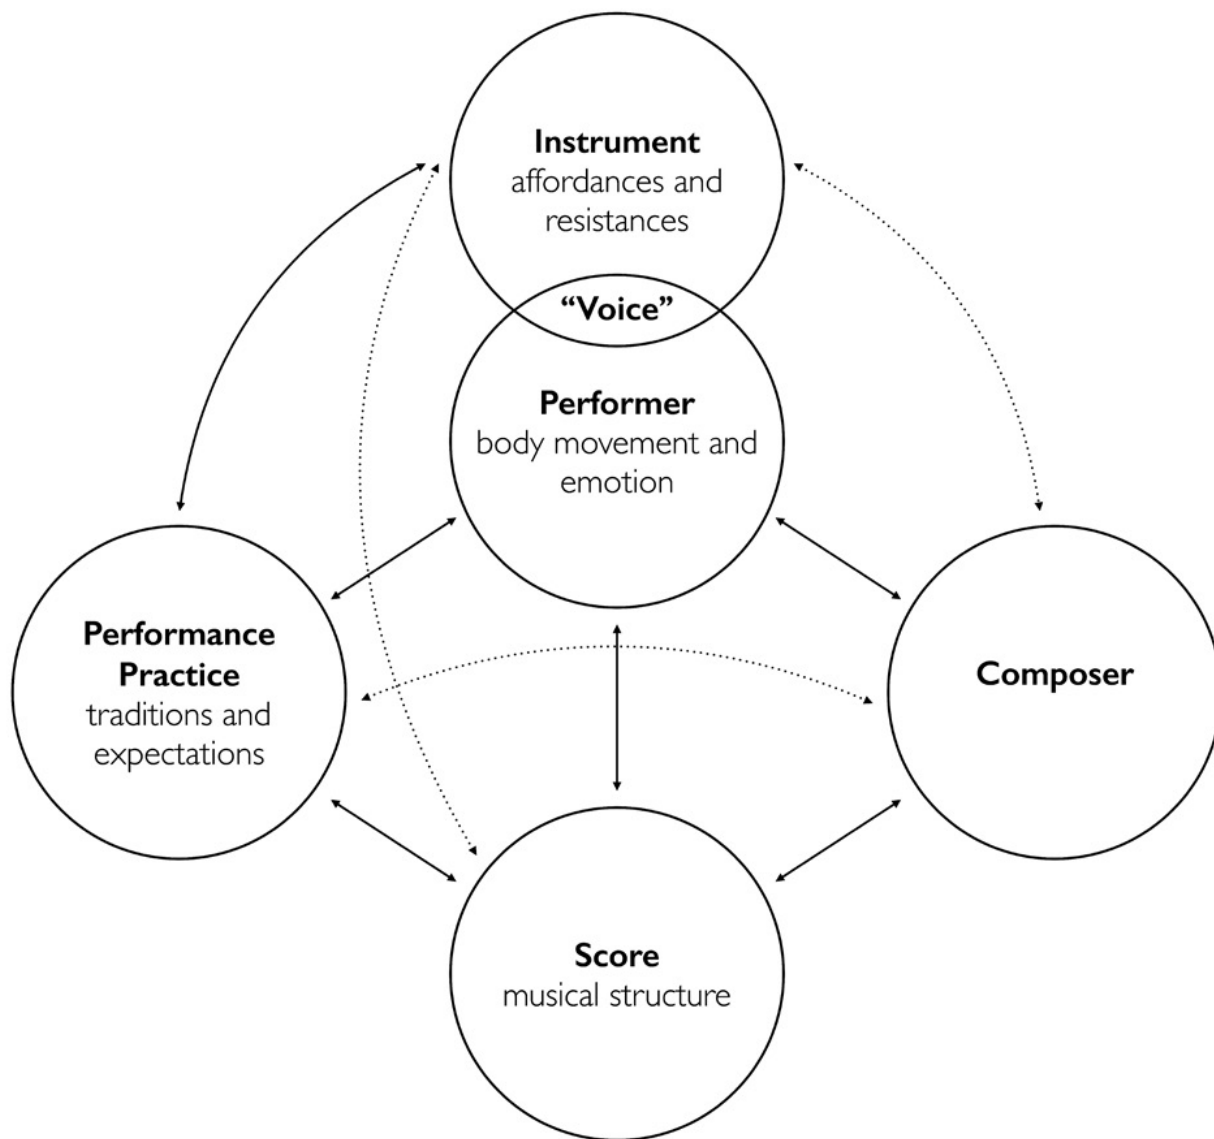 Instrument
affordances and
resistances
“Voice”
Performer
body movement and
emotion
Performance
Practice
traditions and
expectations
Composer
Score
musical structure